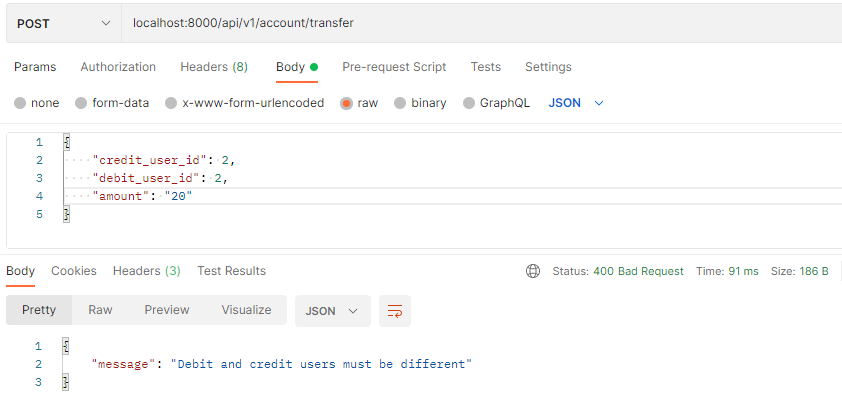 POST localhost:8000/api/v1/account/transfer
Params Authorization Headers (8) Body Pre-request Script Tests Settings
none form-data x-www-form-urlencoded raw binary GraphQL JSON
1 {
2 "credit_user_id": 2,
3 "debit_user_id": 2,
4 "amount": "20"
5 }
Body Cookies Headers (3) Test Results Status: 400 Bad Request Time: 91 ms Size: 186 B
Pretty Raw Preview Visualize JSON
1 {
2 "message": "Debit and credit users must be different"
3 }